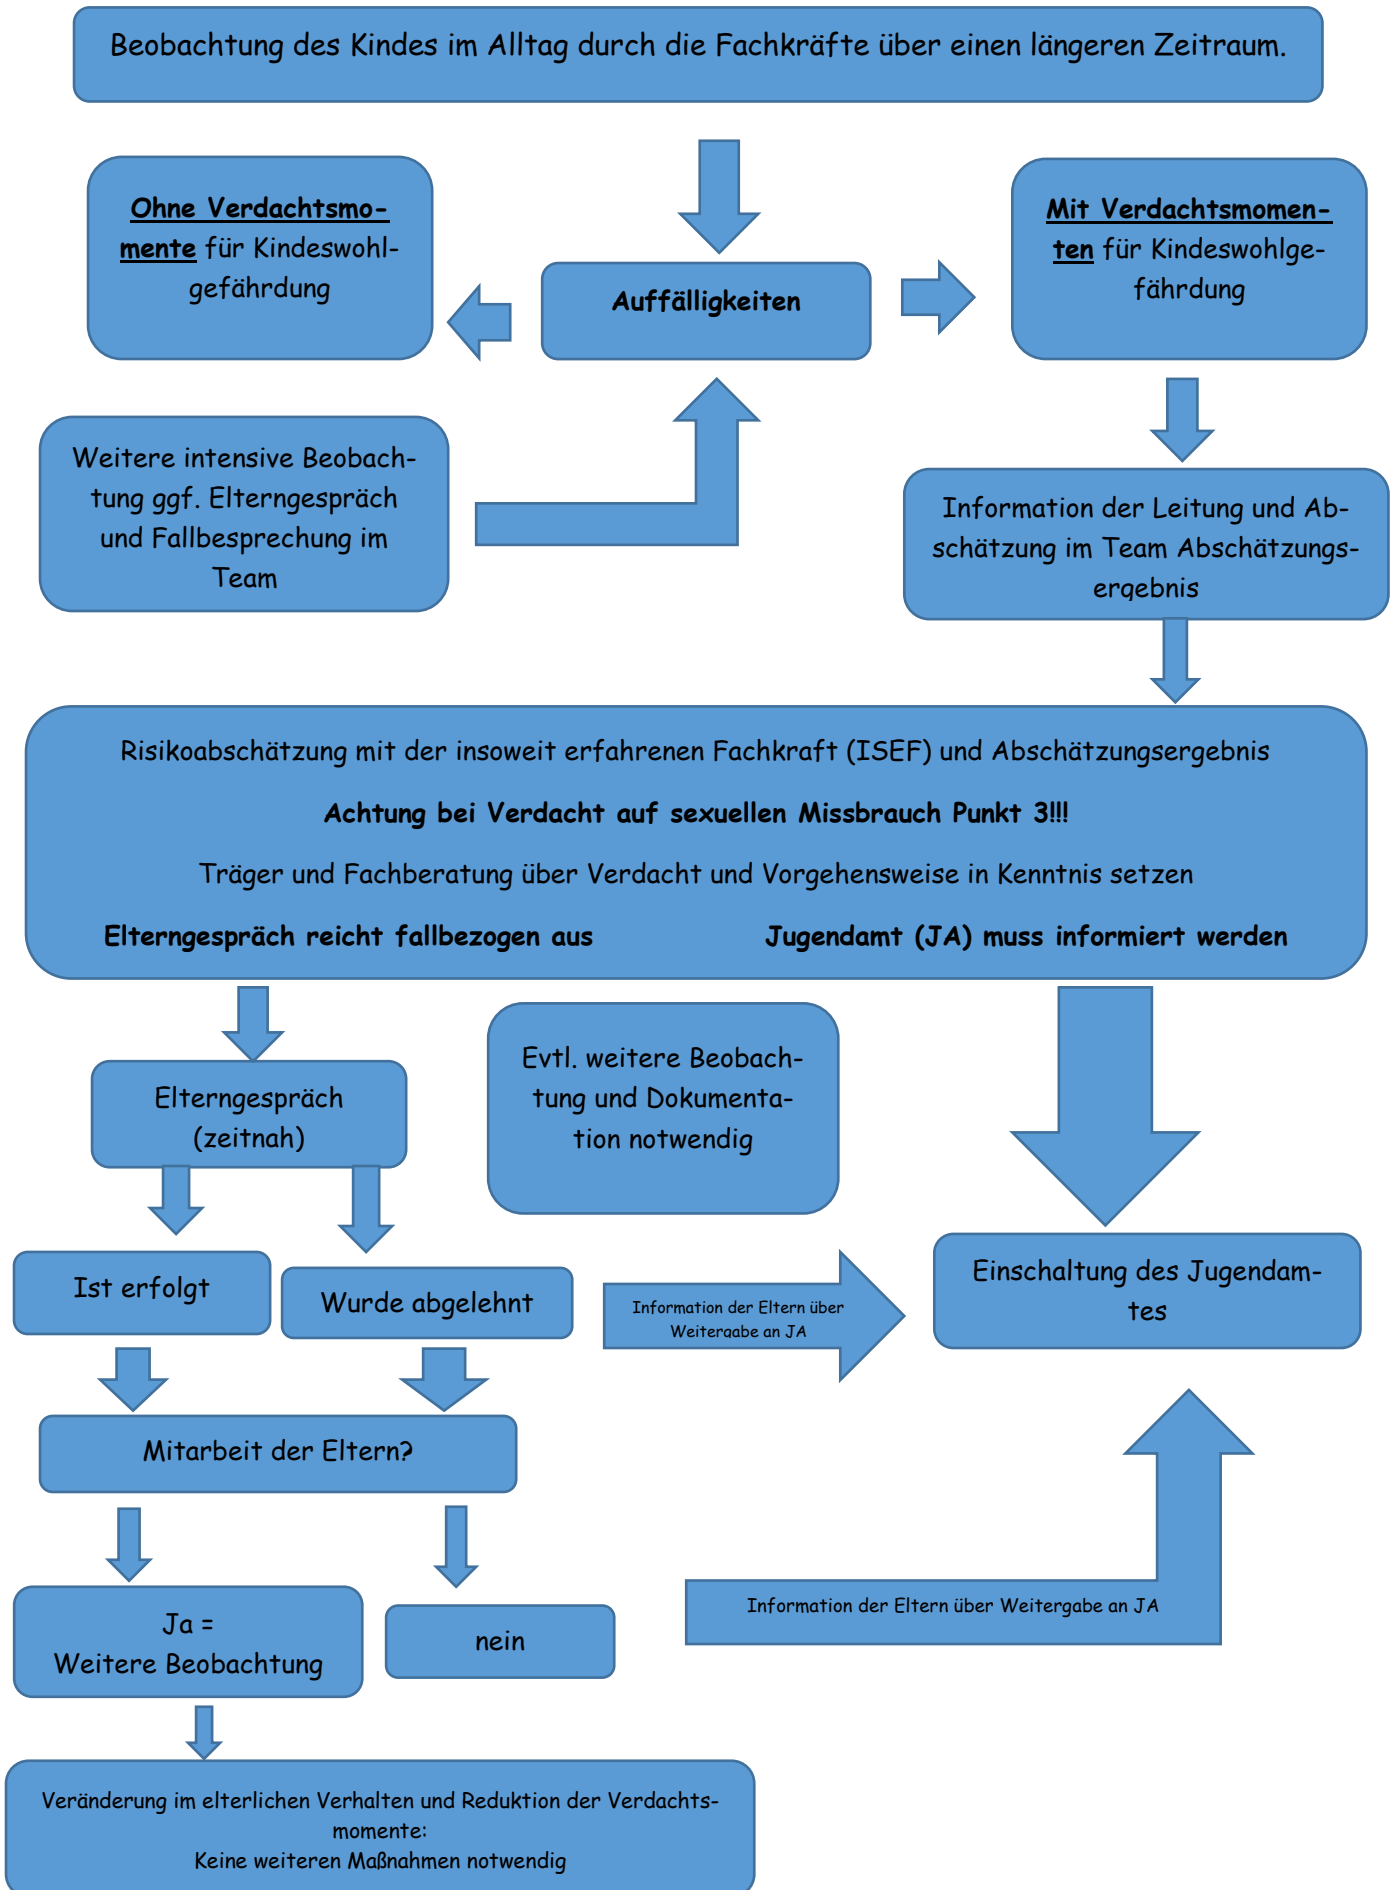 Beobachtung des Kindes im Alltag durch die Fachkräfte über einen längeren Zeitraum.
Ohne Verdachtsmo-
mente für Kindeswohl-
gefährdung
Auffälligkeiten
Mit Verdachtsmomen-
ten für Kindeswohlge-
fährdung
Weitere intensive Beobach-
tung ggf. Elterngespräch
und Fallbesprechung im
Team
Information der Leitung und Ab-
schätzung im Team Abschätzungs-
ergebnis
Risikoabschätzung mit der insoweit erfahrenen Fachkraft (ISEF) und Abschätzungsergebnis
Achtung bei Verdacht auf sexuellen Missbrauch Punkt 3!!!
Träger und Fachberatung über Verdacht und Vorgehensweise in Kenntnis setzen
Elterngespräch reicht fallbezogen aus Jugendamt (JA) muss informiert werden
Elterngespräch
(zeitnah)
Evtl. weitere Beobach-
tung und Dokumenta-
tion notwendig
Ist erfolgt
Wurde abgelehnt
Information der Eltern über
Weitergabe an JA
Einschaltung des Jugendam-
tes
Mitarbeit der Eltern?
Ja =
Weitere Beobachtung
nein
Information der Eltern über Weitergabe an JA
Veränderung im elterlichen Verhalten und Reduktion der Verdachts-
momente:
Keine weiteren Maßnahmen notwendig